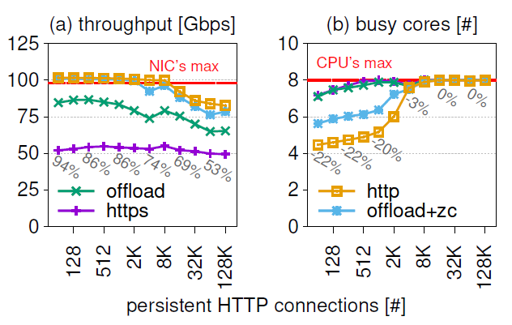 (a) throughput [Gbps]
(b) busy cores [#]
125
100
75
50
25
0
NIC's max
94%
86%
86%
74%
69%
53%
offload
https
128
512
2K
8K
32K
128K
10
8
6
4
2
0
CPU's max
-22%
-22%
-20%
-3%
0%
0%
http
offload+zc
128
512
2K
8K
32K
128K
persistent HTTP connections [#]